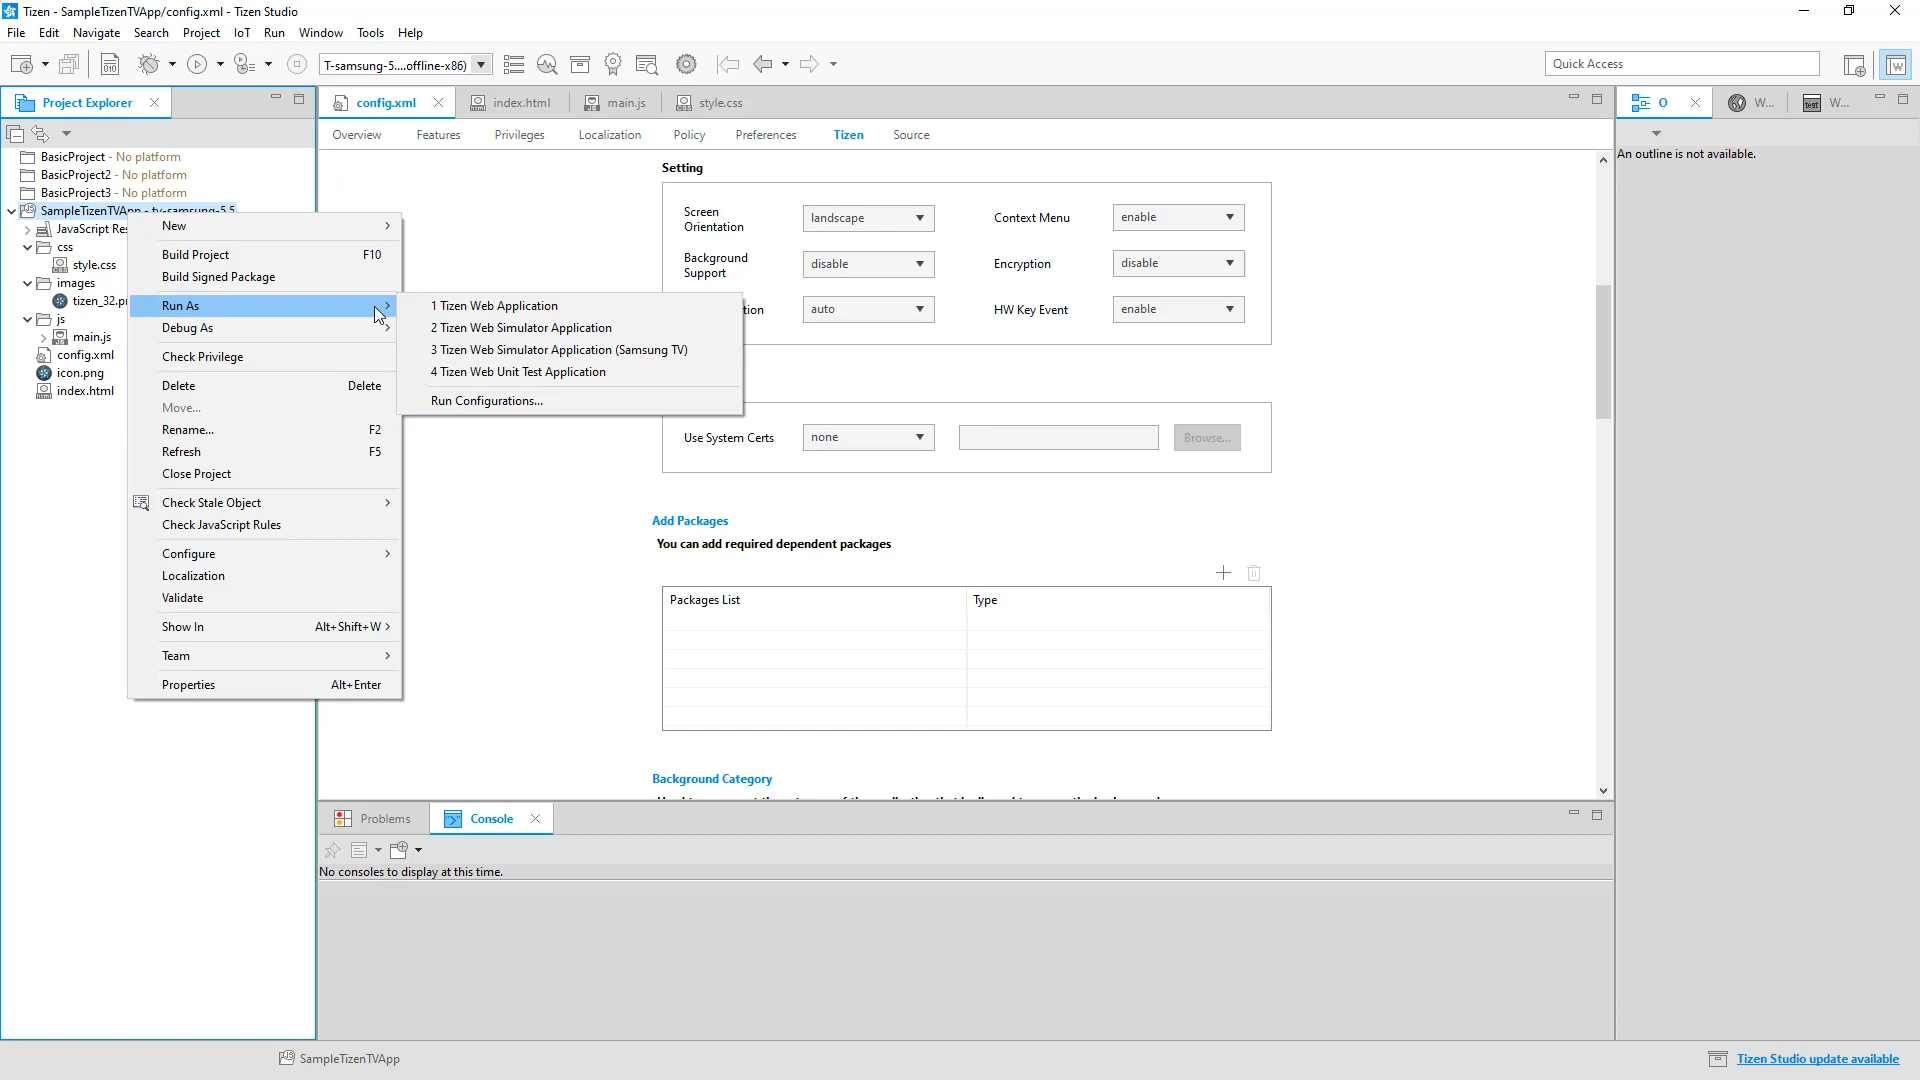 Tizen - SampleTizenTVApp/config.xml - Tizen Studio
File Edit Navigate Search Project IoT Run Window Tools Help
T-samsung-5....offline-x86)
Quick Access
Project Explorer
BasicProject - No platform
BasicProject2 - No platform
BasicProject3 - No platform
SampleTizenTVApp - tv-samsung-5.5
JavaScript Res
css
style.css
images
tizen_32.pn
js
main.js
config.xml
icon.png
index.html
New
Build Project F10
Build Signed Package
Run As
Debug As
Check Privilege
Delete Delete
Move...
Rename... F2
Refresh F5
Close Project
Check Stale Object
Check JavaScript Rules
Configure
Localization
Validate
Show In Alt+Shift+W
Team
Properties Alt+Enter
1 Tizen Web Application
2 Tizen Web Simulator Application
3 Tizen Web Simulator Application (Samsung TV)
4 Tizen Web Unit Test Application
Run Configurations...
config.xml index.html main.js style.css
Overview Features Privileges Localization Policy Preferences Tizen Source
Setting
Screen Orientation landscape Context Menu enable
Background Support disable Encryption disable
tion auto HW Key Event enable
Use System Certs none Browse...
Add Packages
You can add required dependent packages
Packages List Type
Background Category
Problems Console
No consoles to display at this time.
O W... W...
test
An outline is not available.
SampleTizenTVApp
Tizen Studio update available